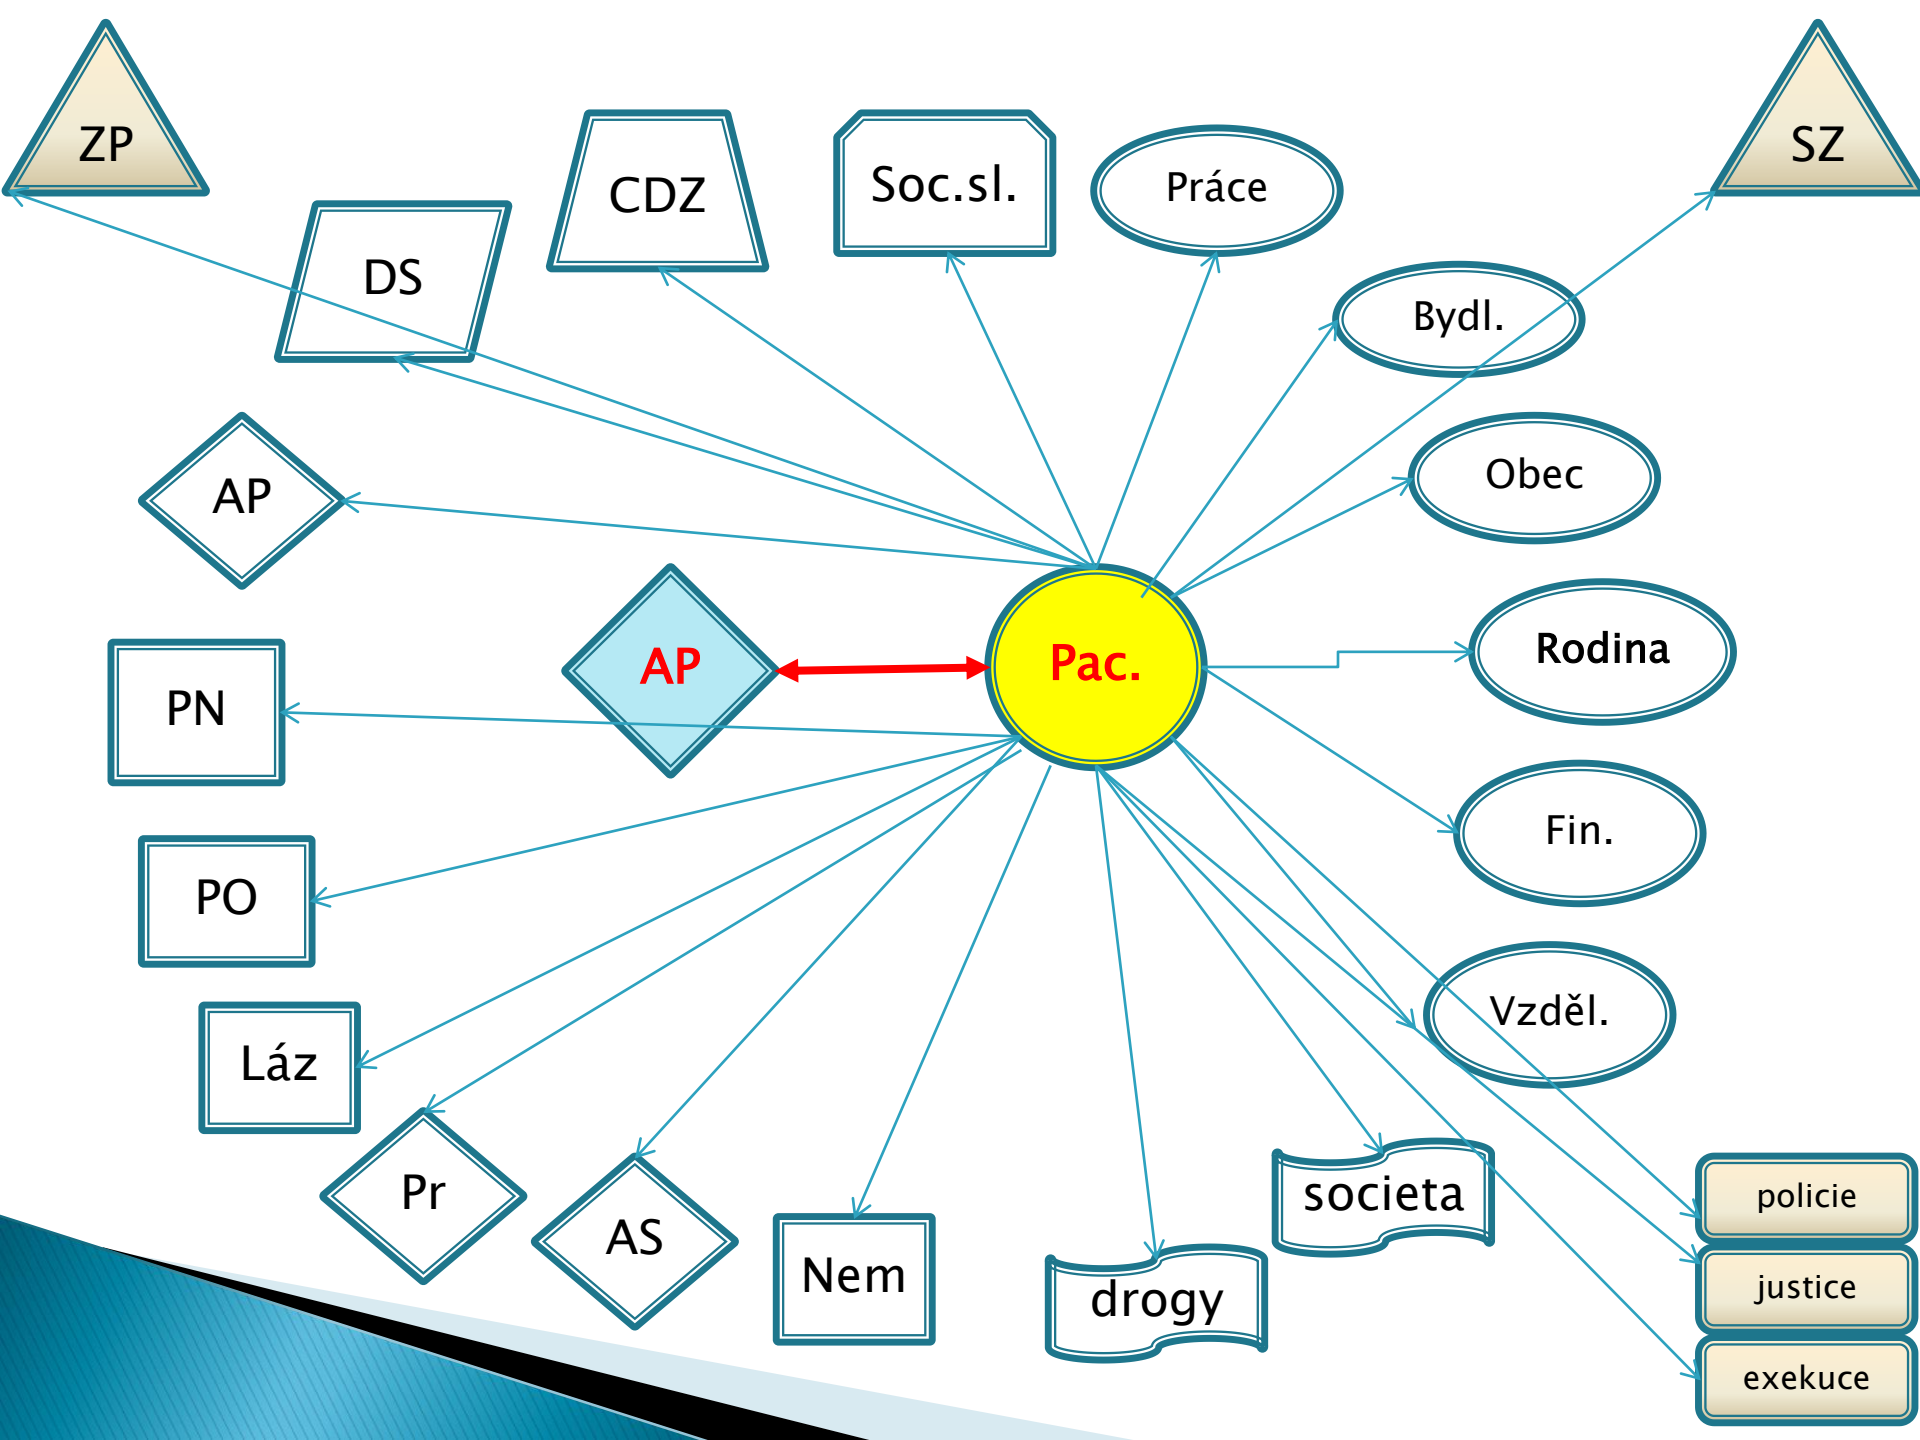 ZP
SZ
CDZ
Soc.sl.
Práce
DS
Bydl.
AP
Obec
AP
Pac.
Rodina
PN
Fin.
PO
Vzděl.
Láz
Pr
AS
Nem
drogy
societa
policie
justice
exekuce